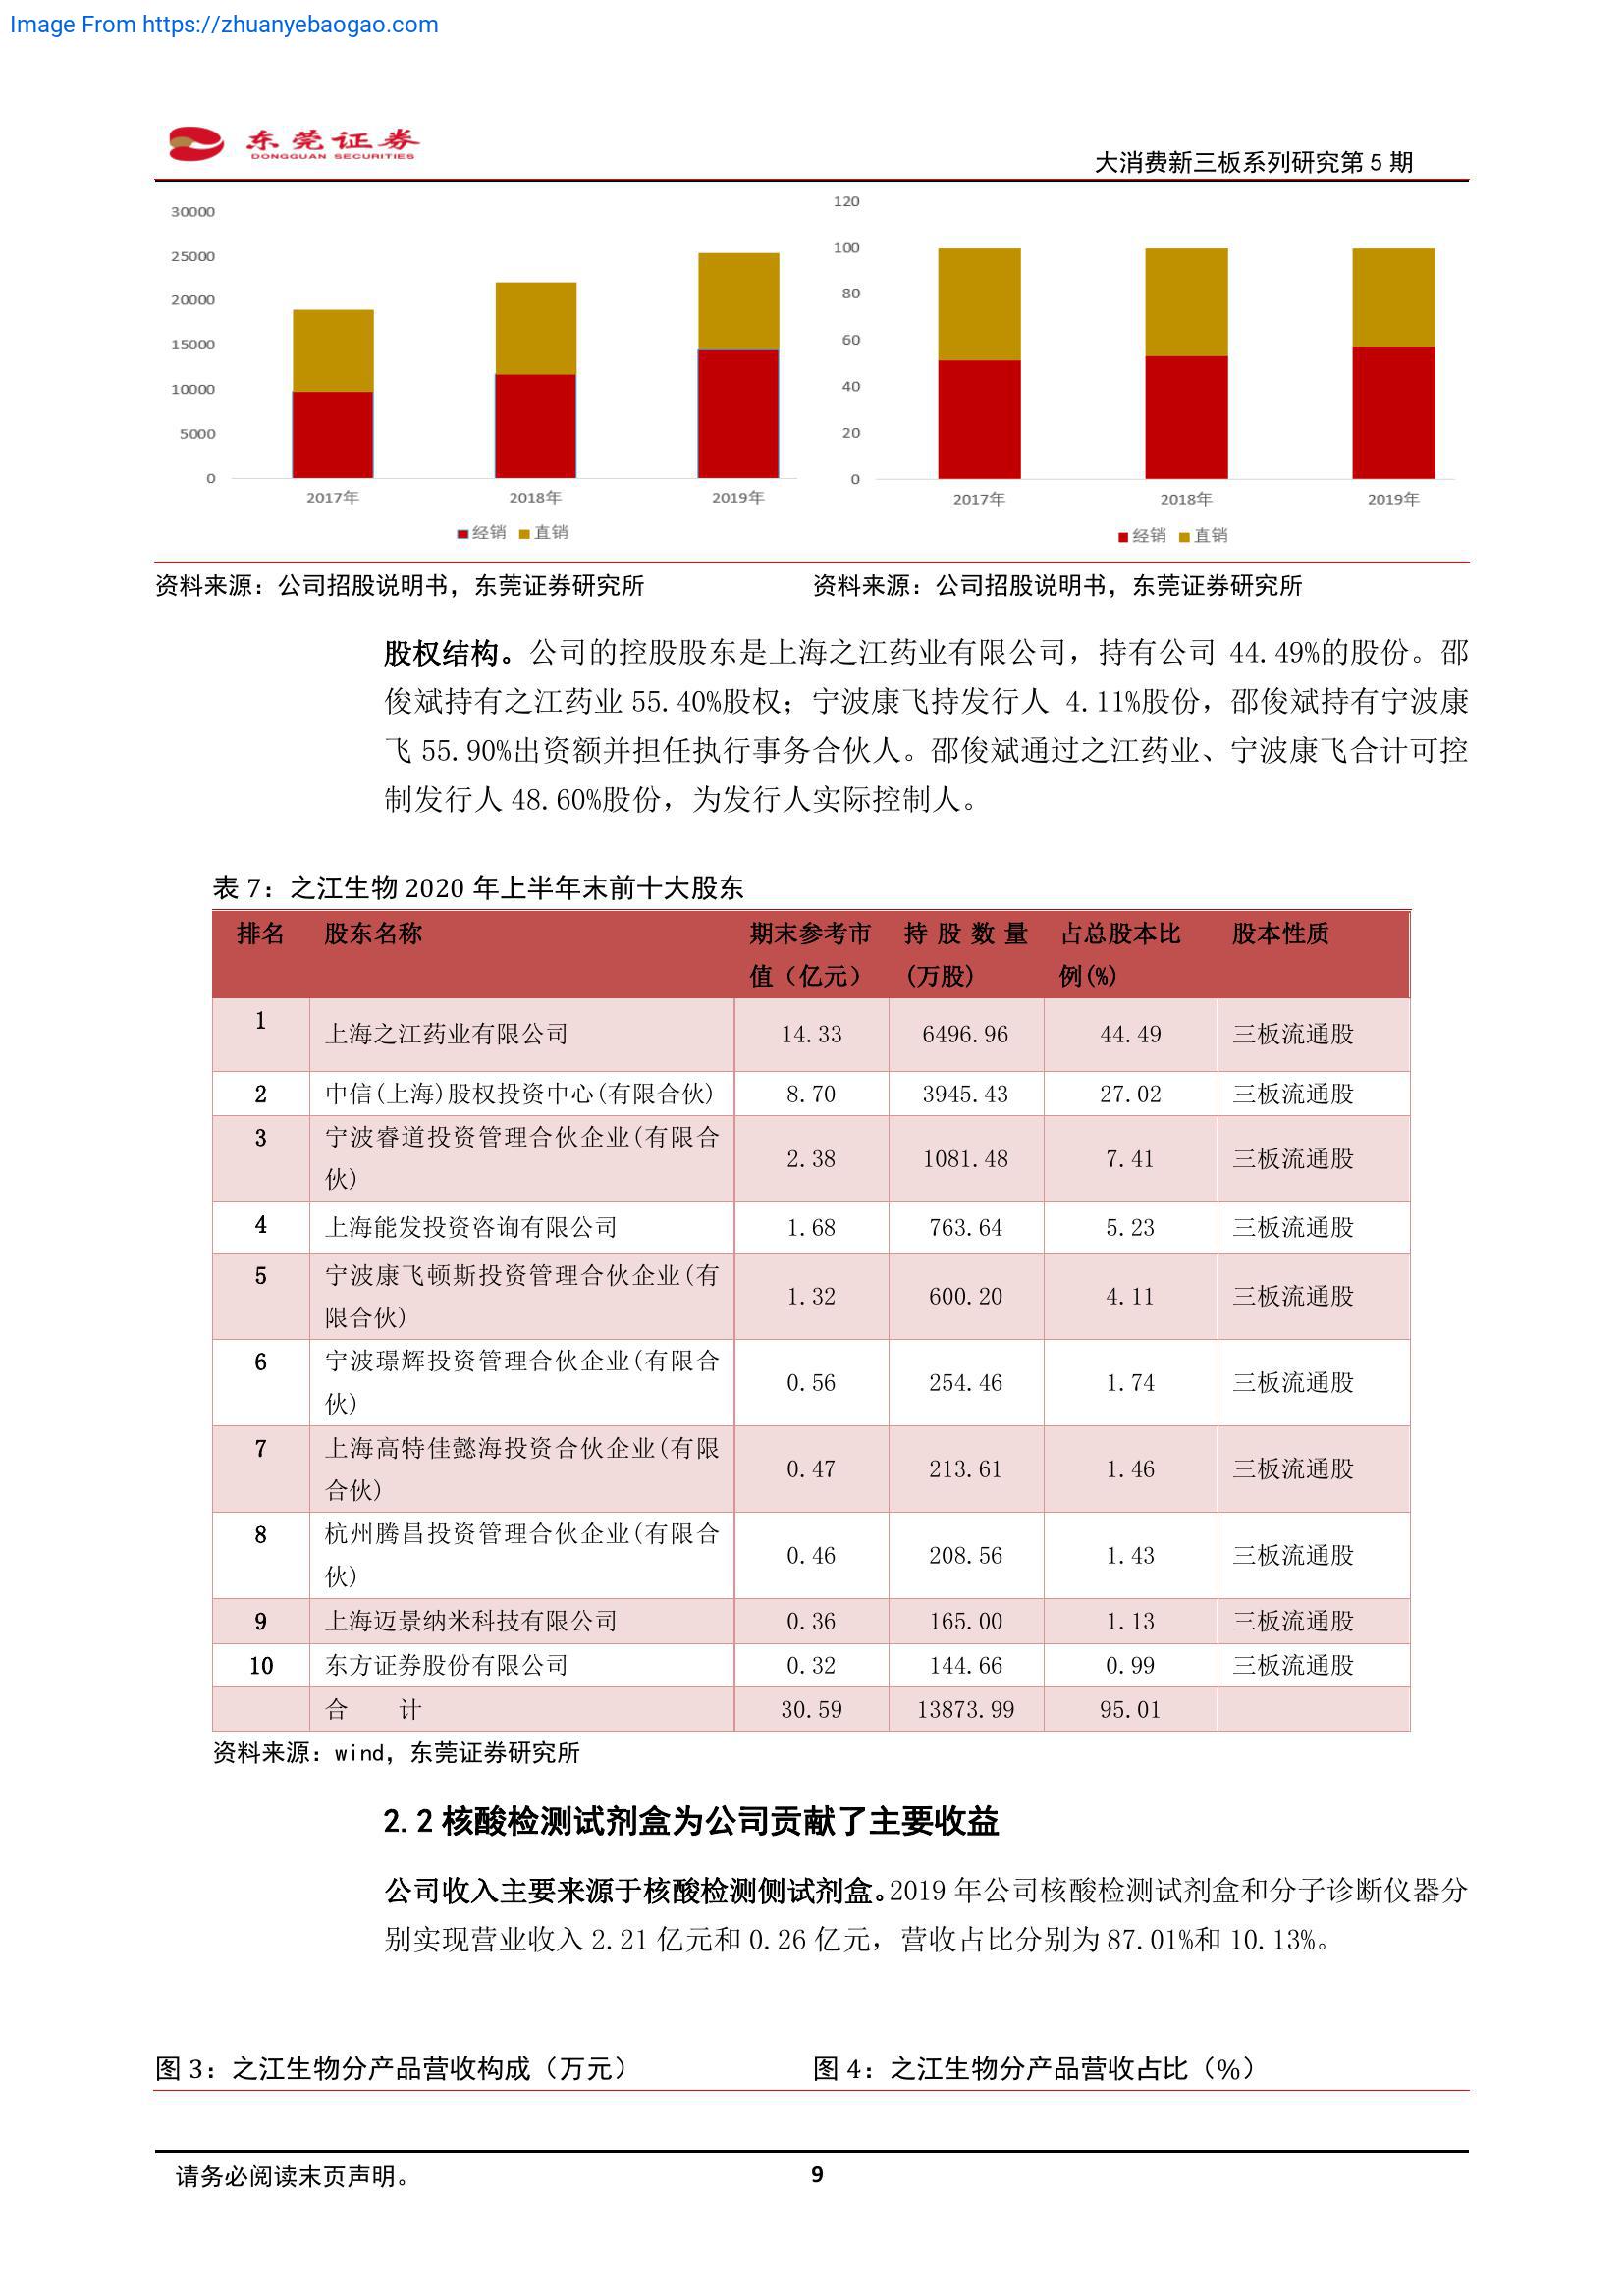 Image From https://zhuanyebaogao.com
东莞证券
DONGGUAN SECURITIES
大消费新三板系列研究第 5 期
30000
25000
20000
15000
10000
5000
0
2017年 2018年 2019年
经销 直销
120
100
80
60
40
20
0
2017年 2018年 2019年
经销 直销
资料来源：公司招股说明书，东莞证券研究所
资料来源：公司招股说明书，东莞证券研究所
股权结构。公司的控股股东是上海之江药业有限公司，持有公司 44.49%的股份。邵
俊斌持有之江药业 55.40%股权；宁波康飞持发行人 4.11%股份，邵俊斌持有宁波康
飞 55.90%出资额并担任执行事务合伙人。邵俊斌通过之江药业、宁波康飞合计可控
制发行人 48.60%股份，为发行人实际控制人。
表 7：之江生物 2020 年上半年末前十大股东
排名 股东名称 期末参考市 持股数量 占总股本比 股本性质
值（亿元） (万股) 例(%)
1 上海之江药业有限公司 14.33 6496.96 44.49 三板流通股
2 中信(上海)股权投资中心(有限合伙) 8.70 3945.43 27.02 三板流通股
3 宁波睿道投资管理合伙企业(有限合
伙) 2.38 1081.48 7.41 三板流通股
4 上海能发投资咨询有限公司 1.68 763.64 5.23 三板流通股
5 宁波康飞顿斯投资管理合伙企业(有
限合伙) 1.32 600.20 4.11 三板流通股
6 宁波璟辉投资管理合伙企业(有限合
伙) 0.56 254.46 1.74 三板流通股
7 上海高特佳懿海投资合伙企业(有限
合伙) 0.47 213.61 1.46 三板流通股
8 杭州腾昌投资管理合伙企业(有限合
伙) 0.46 208.56 1.43 三板流通股
9 上海迈景纳米科技有限公司 0.36 165.00 1.13 三板流通股
10 东方证券股份有限公司 0.32 144.66 0.99 三板流通股
合 计 30.59 13873.99 95.01
资料来源：wind，东莞证券研究所
2.2 核酸检测试剂盒为公司贡献了主要收益
公司收入主要来源于核酸检测侧试剂盒。2019 年公司核酸检测试剂盒和分子诊断仪器分
别实现营业收入 2.21 亿元和 0.26 亿元，营收占比分别为 87.01%和 10.13%。
图 3：之江生物分产品营收构成（万元）
图 4：之江生物分产品营收占比（%）
请务必阅读末页声明。
9